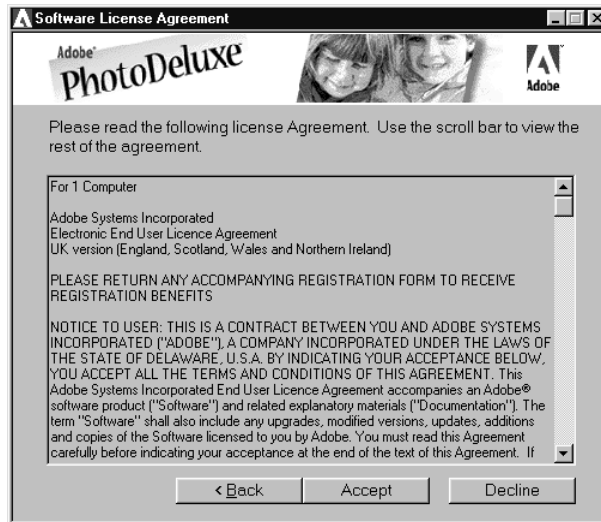 Software License Agreement
Adobe
PhotoDeluxe
Adobe
Please read the following license Agreement. Use the scroll bar to view the
rest of the agreement.
For 1 Computer
Adobe Systems Incorporated
Electronic End User Licence Agreement
UK version (England, Scotland, Wales and Northern Ireland)
PLEASE RETURN ANY ACCOMPANYING REGISTRATION FORM TO RECEIVE
REGISTRATION BENEFITS
NOTICE TO USER: THIS IS A CONTRACT BETWEEN YOU AND ADOBE SYSTEMS
INCORPORATED ("ADOBE"), A COMPANY INCORPORATED UNDER THE LAWS OF
THE STATE OF DELAWARE, U.S.A. BY INDICATING YOUR ACCEPTANCE BELOW,
YOU ACCEPT ALL THE TERMS AND CONDITIONS OF THIS AGREEMENT. This
Adobe Systems Incorporated End User Licence Agreement accompanies an Adobe®
software product ("Software") and related explanatory materials ("Documentation"). The
term "Software" shall also include any upgrades, modified versions, updates, additions
and copies of the Software licensed to you by Adobe. You must read this Agreement
carefully before indicating your acceptance at the end of the text of this Agreement. If
< Back
Accept
Decline